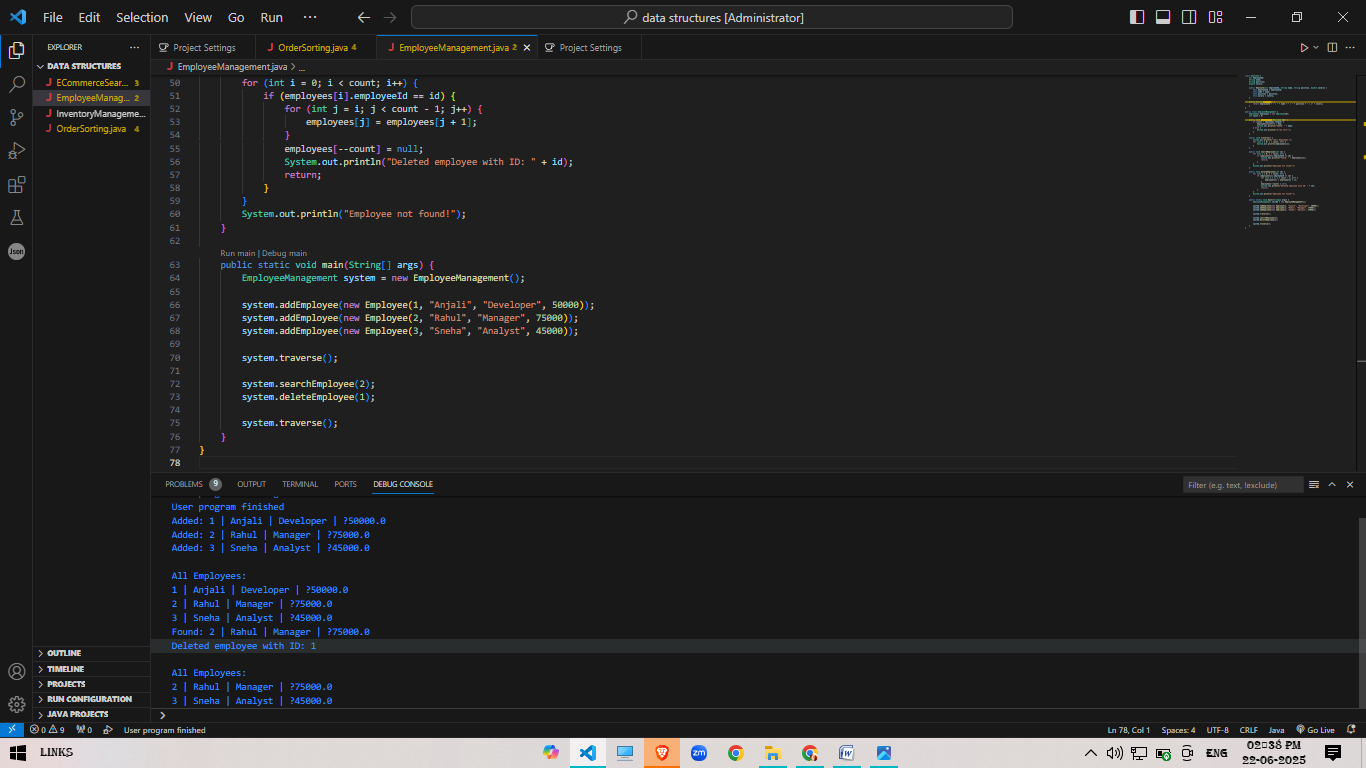 File Edit Selection View Go Run ···
data structures [Administrator]
EXPLORER ···
DATA STRUCTURES
J ECommerceSear... 3
J EmployeeManag... 2
J InventoryManageme...
J OrderSorting.java 4
Project Settings
J OrderSorting.java 4
J EmployeeManagement.java 2 ×
Project Settings
J EmployeeManagement.java > ...
50 for (int i = 0; i < count; i++) {
51 if (employees[i].employeeId == id) {
52 for (int j = i; j < count - 1; j++) {
53 employees[j] = employees[j + 1];
54 }
55 employees[--count] = null;
56 System.out.println("Deleted employee with ID: " + id);
57 return;
58 }
59 }
60 System.out.println("Employee not found!");
61 }
62
Run main | Debug main
63 public static void main(String[] args) {
64 EmployeeManagement system = new EmployeeManagement();
65
66 system.addEmployee(new Employee(1, "Anjali", "Developer", 50000));
67 system.addEmployee(new Employee(2, "Rahul", "Manager", 75000));
68 system.addEmployee(new Employee(3, "Sneha", "Analyst", 45000));
69
70 system.traverse();
71
72 system.searchEmployee(2);
73 system.deleteEmployee(1);
74
75 system.traverse();
76 }
77 }
78
PROBLEMS 9 OUTPUT TERMINAL PORTS DEBUG CONSOLE
Filter (e.g. text, !exclude)
User program finished
Added: 1 | Anjali | Developer | ?50000.0
Added: 2 | Rahul | Manager | ?75000.0
Added: 3 | Sneha | Analyst | ?45000.0
All Employees:
1 | Anjali | Developer | ?50000.0
2 | Rahul | Manager | ?75000.0
3 | Sneha | Analyst | ?45000.0
Found: 2 | Rahul | Manager | ?75000.0
Deleted employee with ID: 1
All Employees:
2 | Rahul | Manager | ?75000.0
3 | Sneha | Analyst | ?45000.0
>
OUTLINE
TIMELINE
PROJECTS
RUN CONFIGURATION
JAVA PROJECTS
Json
0 9 0 User program finished
Ln 78, Col 1 Spaces: 4 UTF-8 CRLF Java Go Live
LINKS
zm
W
ENG
02:38 PM
22-06-2025